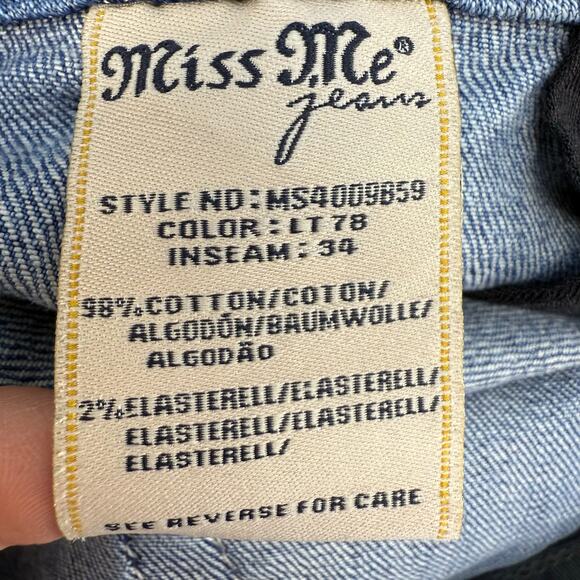 Miss Me®
jeans
STYLE NO:MS4009B59
COLOR:LT 78
INSEAM:34
98%COTTON/COTON/
ALGODÓN/BAUMWOLLE/
ALGODÃO
2%ELASTERELL/ELASTERELL/
ELASTERELL/ELASTERELL/
ELASTERELL/
SEE REVERSE FOR CARE